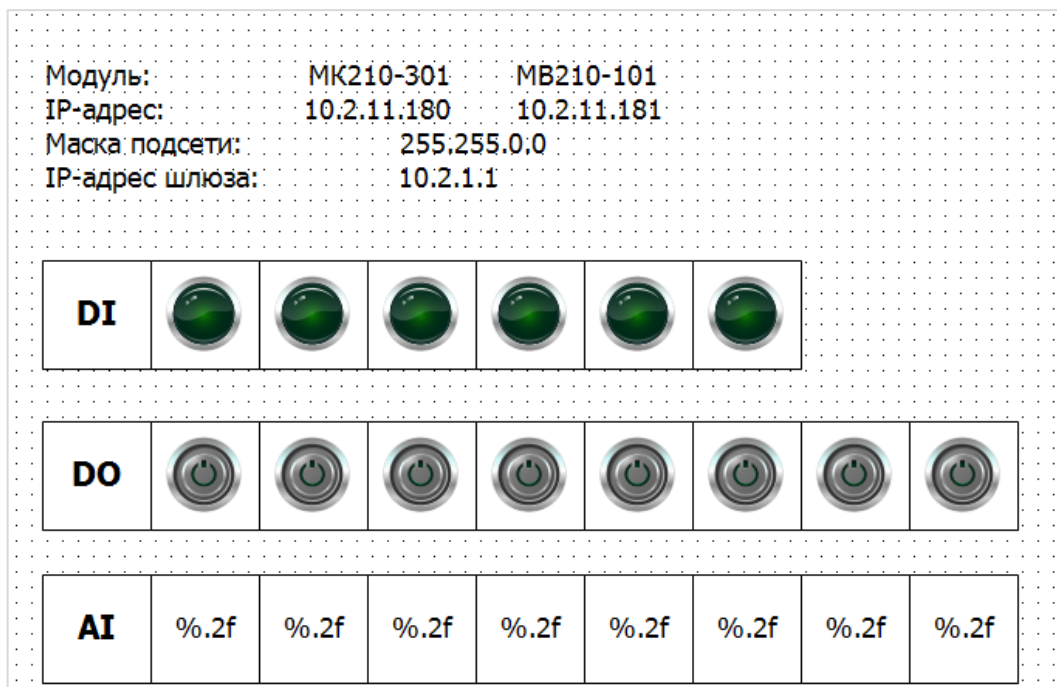 Модуль: МК210-301 МВ210-101
IP-адрес: 10.2.11.180 10.2.11.181
Маска подсети: 255.255.0.0
IP-адрес шлюза: 10.2.1.1
DI
DO
AI %.2f %.2f %.2f %.2f %.2f %.2f %.2f %.2f